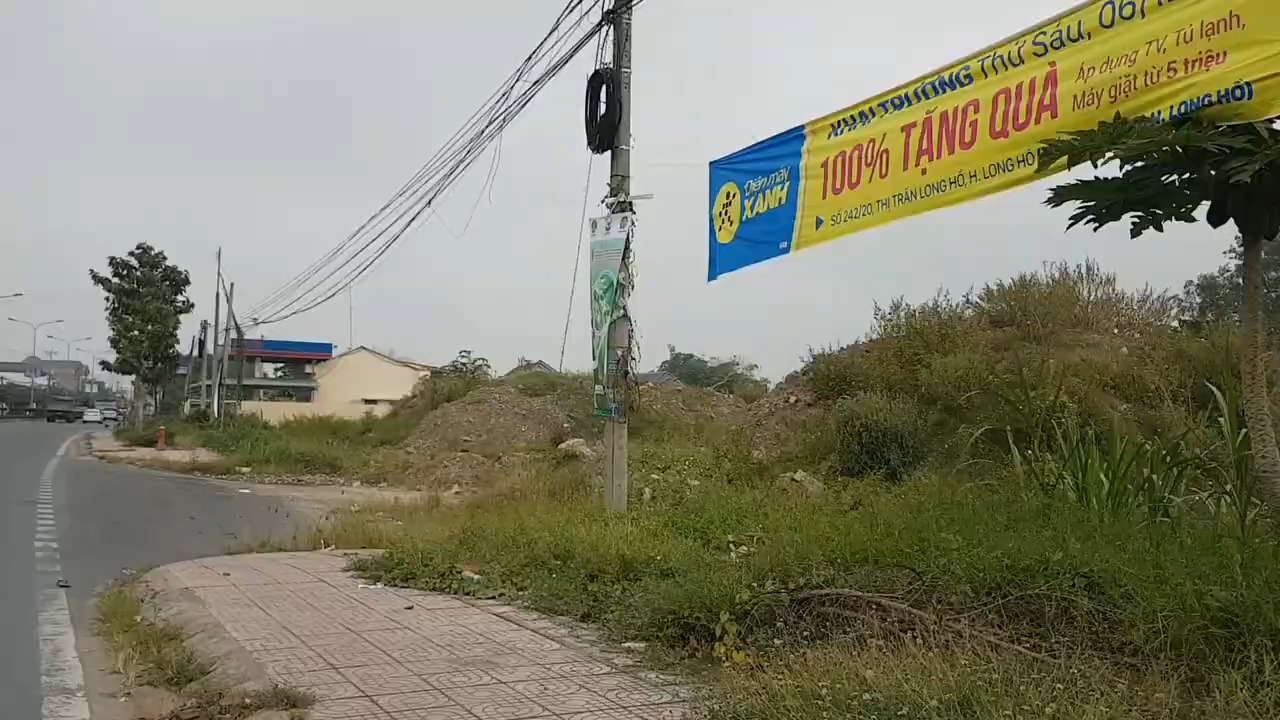 KHAI TRƯƠNG Thứ Sáu, 06/
100% TẶNG QUÀ
Áp dụng TV, Tủ lạnh,
Máy giặt từ 5 triệu
Điện máy
XANH
SỐ 242/20, THỊ TRẤN LONG HỒ, H. LONG HỒ
H. LONG HỒ)